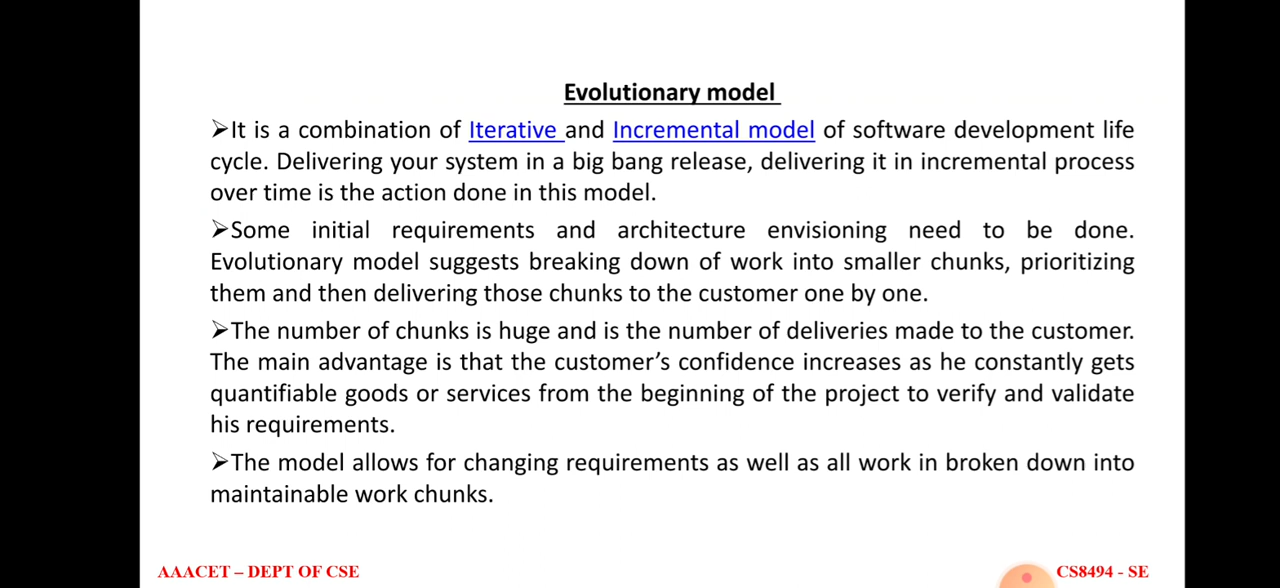 Evolutionary model
➢It is a combination of Iterative and Incremental model of software development life
cycle. Delivering your system in a big bang release, delivering it in incremental process
over time is the action done in this model.
➢Some initial requirements and architecture envisioning need to be done.
Evolutionary model suggests breaking down of work into smaller chunks, prioritizing
them and then delivering those chunks to the customer one by one.
➢The number of chunks is huge and is the number of deliveries made to the customer.
The main advantage is that the customer’s confidence increases as he constantly gets
quantifiable goods or services from the beginning of the project to verify and validate
his requirements.
➢The model allows for changing requirements as well as all work in broken down into
maintainable work chunks.
AAACET – DEPT OF CSE CS8494 - SE